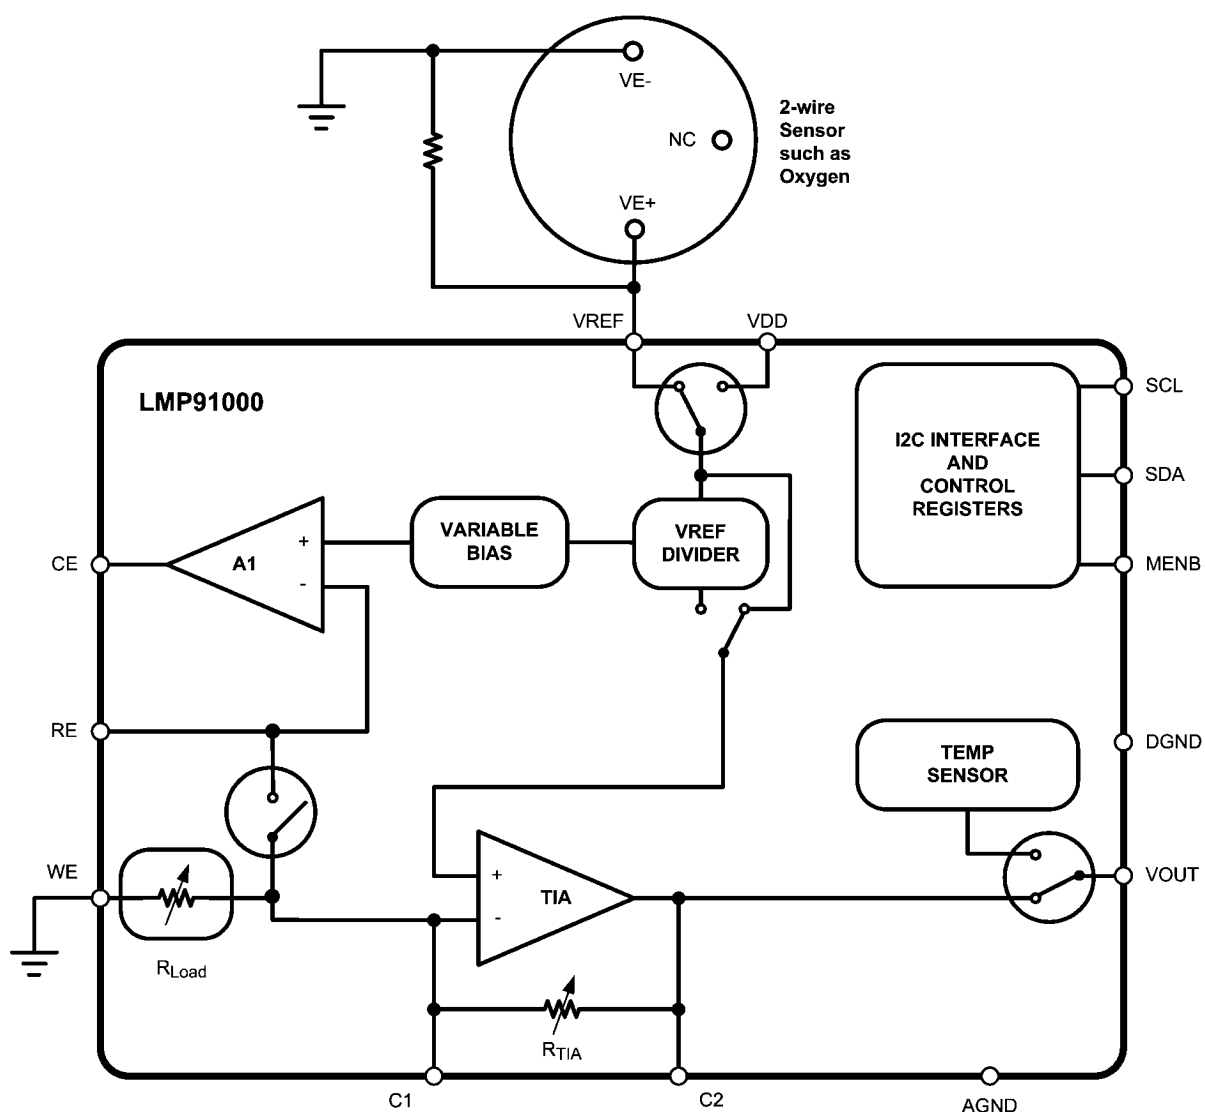 VE-
NC
2-wire
Sensor
such as
Oxygen
VE+
VREF
VDD
LMP91000
SCL
I2C INTERFACE
AND
CONTROL
REGISTERS
SDA
VARIABLE
BIAS
VREF
DIVIDER
+
A1
-
CE
MENB
RE
DGND
TEMP
SENSOR
WE
VOUT
+
TIA
-
RLoad
RTIA
C1
C2
AGND